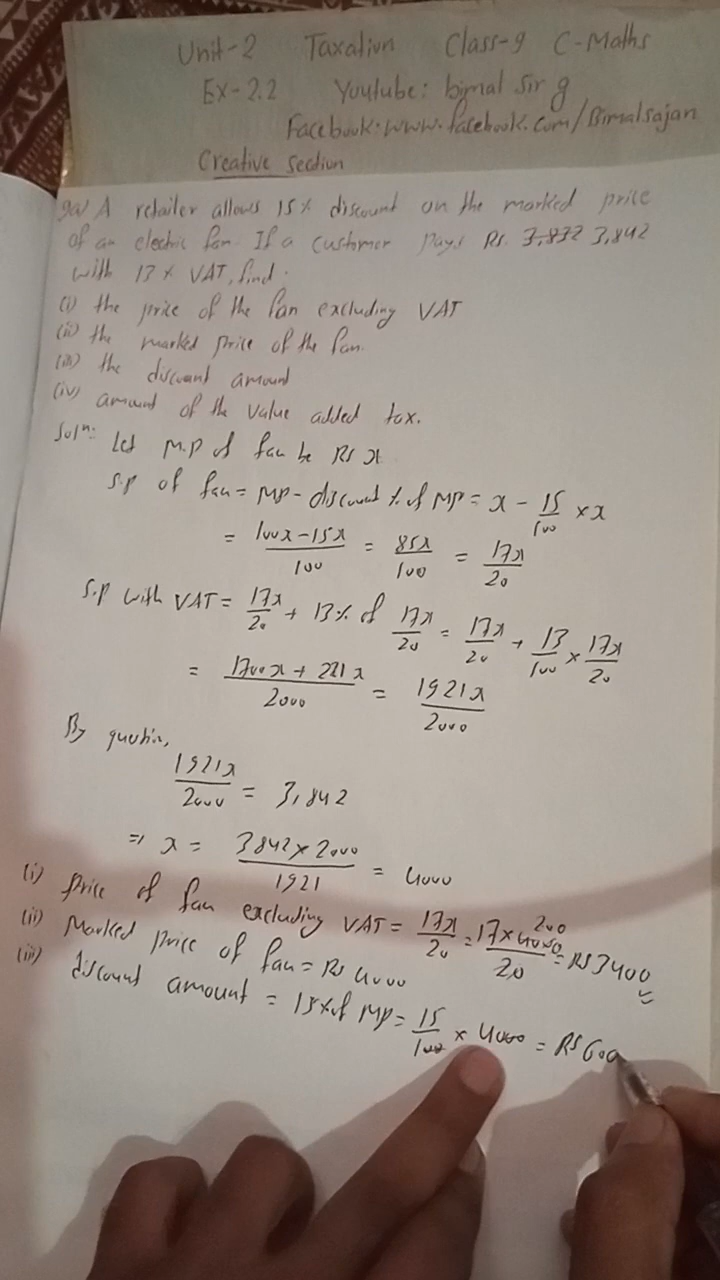 Unit-2 Taxation Class-9 C-Maths
Ex-2.2 Youtube: bimal sir g
Facebook: www.facebook.com/Bimalsajan
Creative section
9a) A retailer allows 15% discount on the marked price
of an electric fan. If a customer pays Rs. 3,832 3,842
with 13% VAT, find.
(i) the price of the fan excluding VAT
(ii) the marked price of the fan.
(iii) the discount amount
(iv) amount of the value added tax.
Solⁿ: Let M.P of fan be Rs x
S.P of fan = MP - discount % of MP = x - 15/100 × x
= 100x-15x/100 = 85x/100 = 17x/20
S.P with VAT = 17x/20 + 13% of 17x/20 = 17x/20 + 13/100 × 17x/20
= 1700x + 221x/2000 = 1921x/2000
By question,
1921x/2000 = 3,842
⇒ x = 3842×2000/1921 = 4000
(i) Price of fan excluding VAT = 17x/20 = 17×4000/20 200 = Rs 3400
(ii) Marked price of fan = Rs 4000
(iii) discount amount = 15% of MP = 15/100 × 4000 = Rs 600